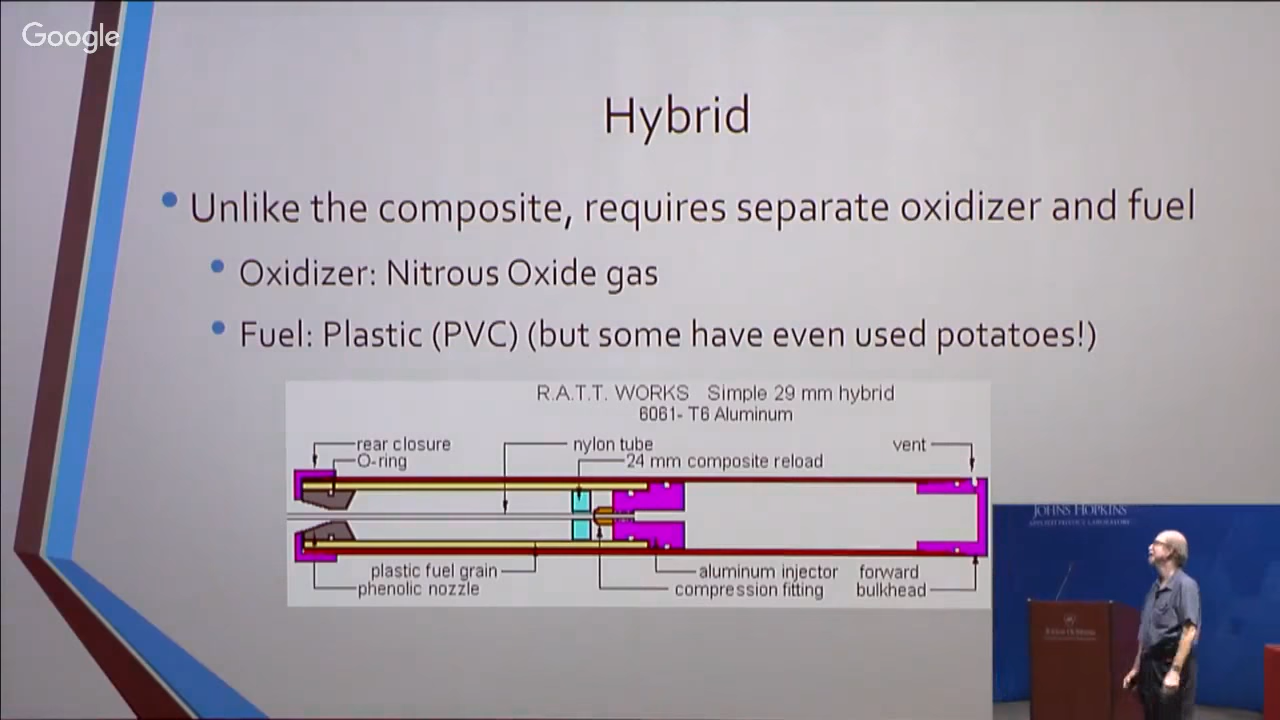 Google
Hybrid
Unlike the composite, requires separate oxidizer and fuel
Oxidizer: Nitrous Oxide gas
Fuel: Plastic (PVC) (but some have even used potatoes!)
R.A.T.T. WORKS Simple 29 mm hybrid
6061- T6 Aluminum
rear closure
O-ring
nylon tube
24 mm composite reload
vent
plastic fuel grain
phenolic nozzle
aluminum injector
compression fitting
forward
bulkhead
JOHNS HOPKINS